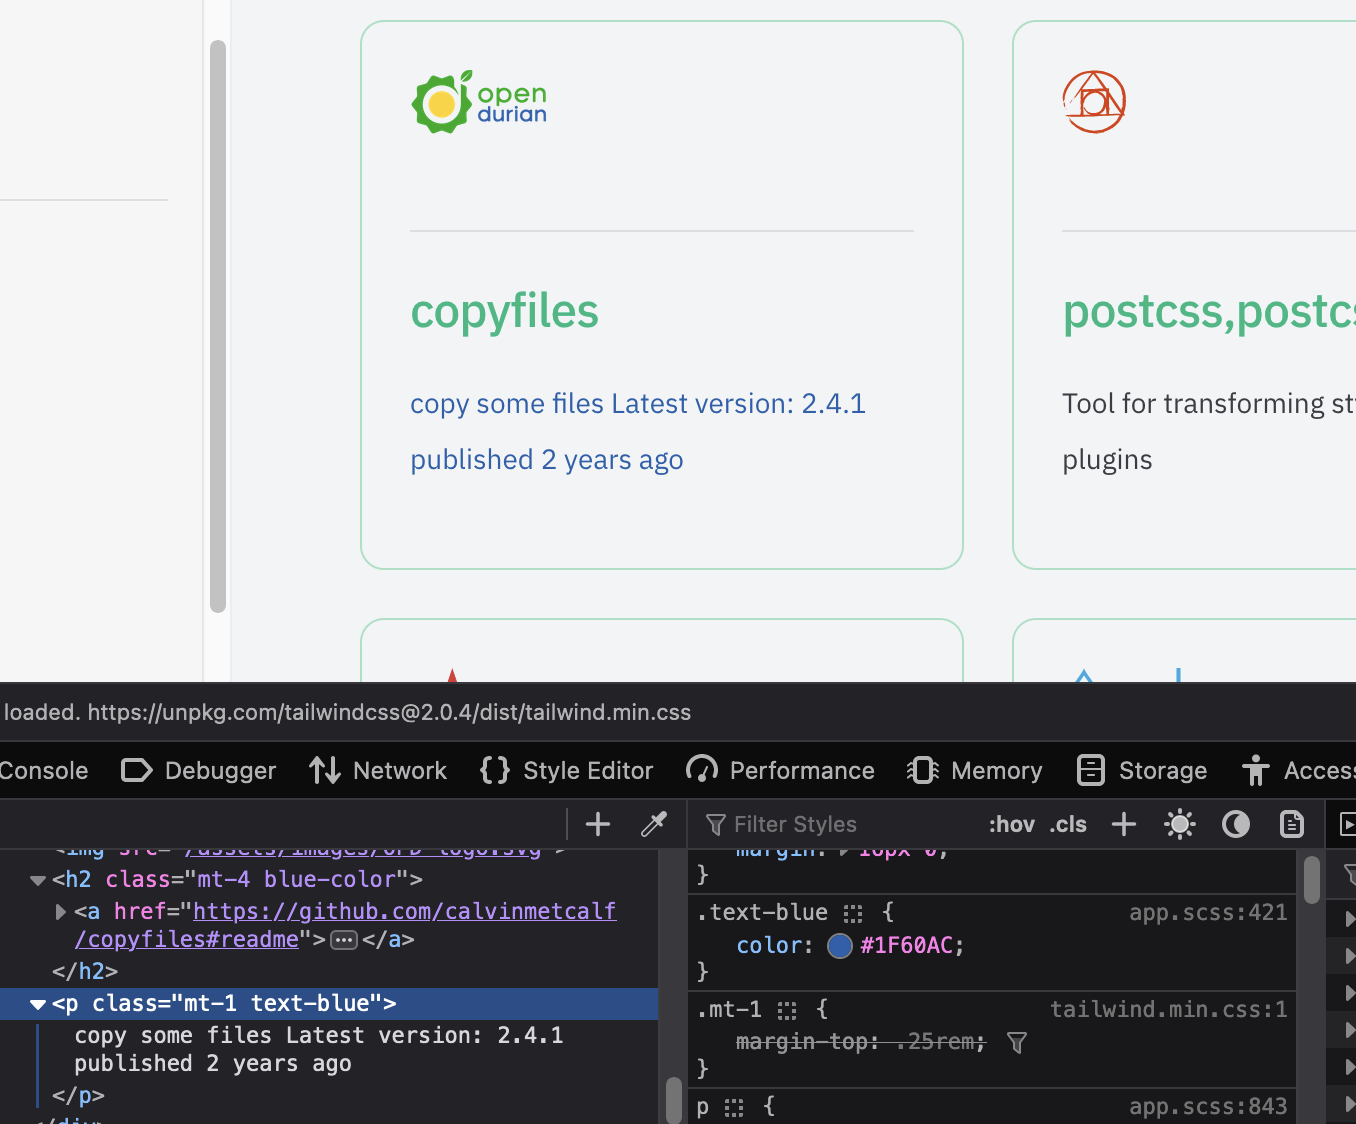 open
durian
copyfiles
postcss,postcs
copy some files Latest version: 2.4.1
published 2 years ago
Tool for transforming st
plugins
loaded. https://unpkg.com/tailwindcss@2.0.4/dist/tailwind.min.css
Console Debugger Network Style Editor Performance Memory Storage Access
Filter Styles :hov .cls
<img src="/assets/images/OFD-logo.svg">
<h2 class="mt-4 blue-color">
<a href="https://github.com/calvinmetcalf
/copyfiles#readme">...</a>
</h2>
<p class="mt-1 text-blue">
copy some files Latest version: 2.4.1
published 2 years ago
</p>
</div>
margin: 16px 0;
}
.text-blue { app.scss:421
color: #1F60AC;
}
.mt-1 { tailwind.min.css:1
margin-top: .25rem;
}
p { app.scss:843